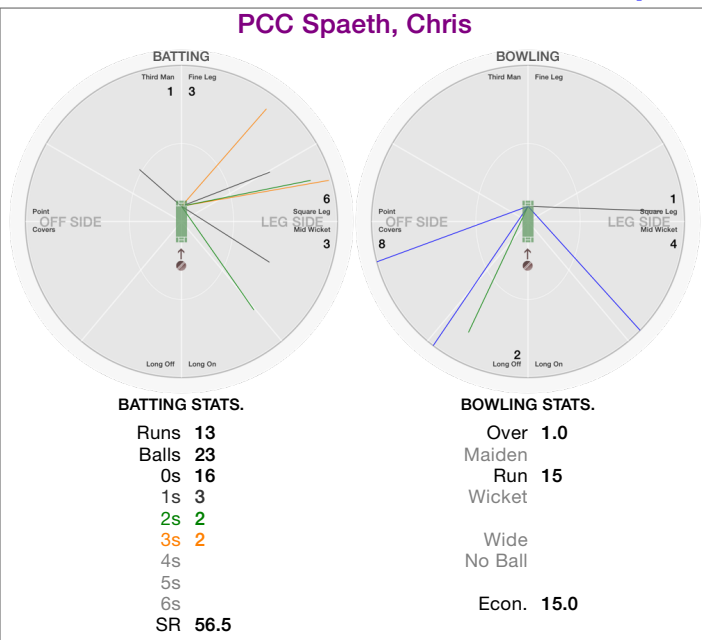 PCC Spaeth, Chris
BATTING
Third Man Fine Leg
1 3
6
Point Square Leg
OFF SIDE LEG SIDE
Covers Mid Wicket
3
Long Off Long On
BOWLING
Third Man Fine Leg
1
Point Square Leg
OFF SIDE LEG SIDE
Covers Mid Wicket
8 4
2
Long Off Long On
BATTING STATS.
Runs 13
Balls 23
0s 16
1s 3
2s 2
3s 2
4s
5s
6s
SR 56.5
BOWLING STATS.
Over 1.0
Maiden
Run 15
Wicket
Wide
No Ball
Econ. 15.0